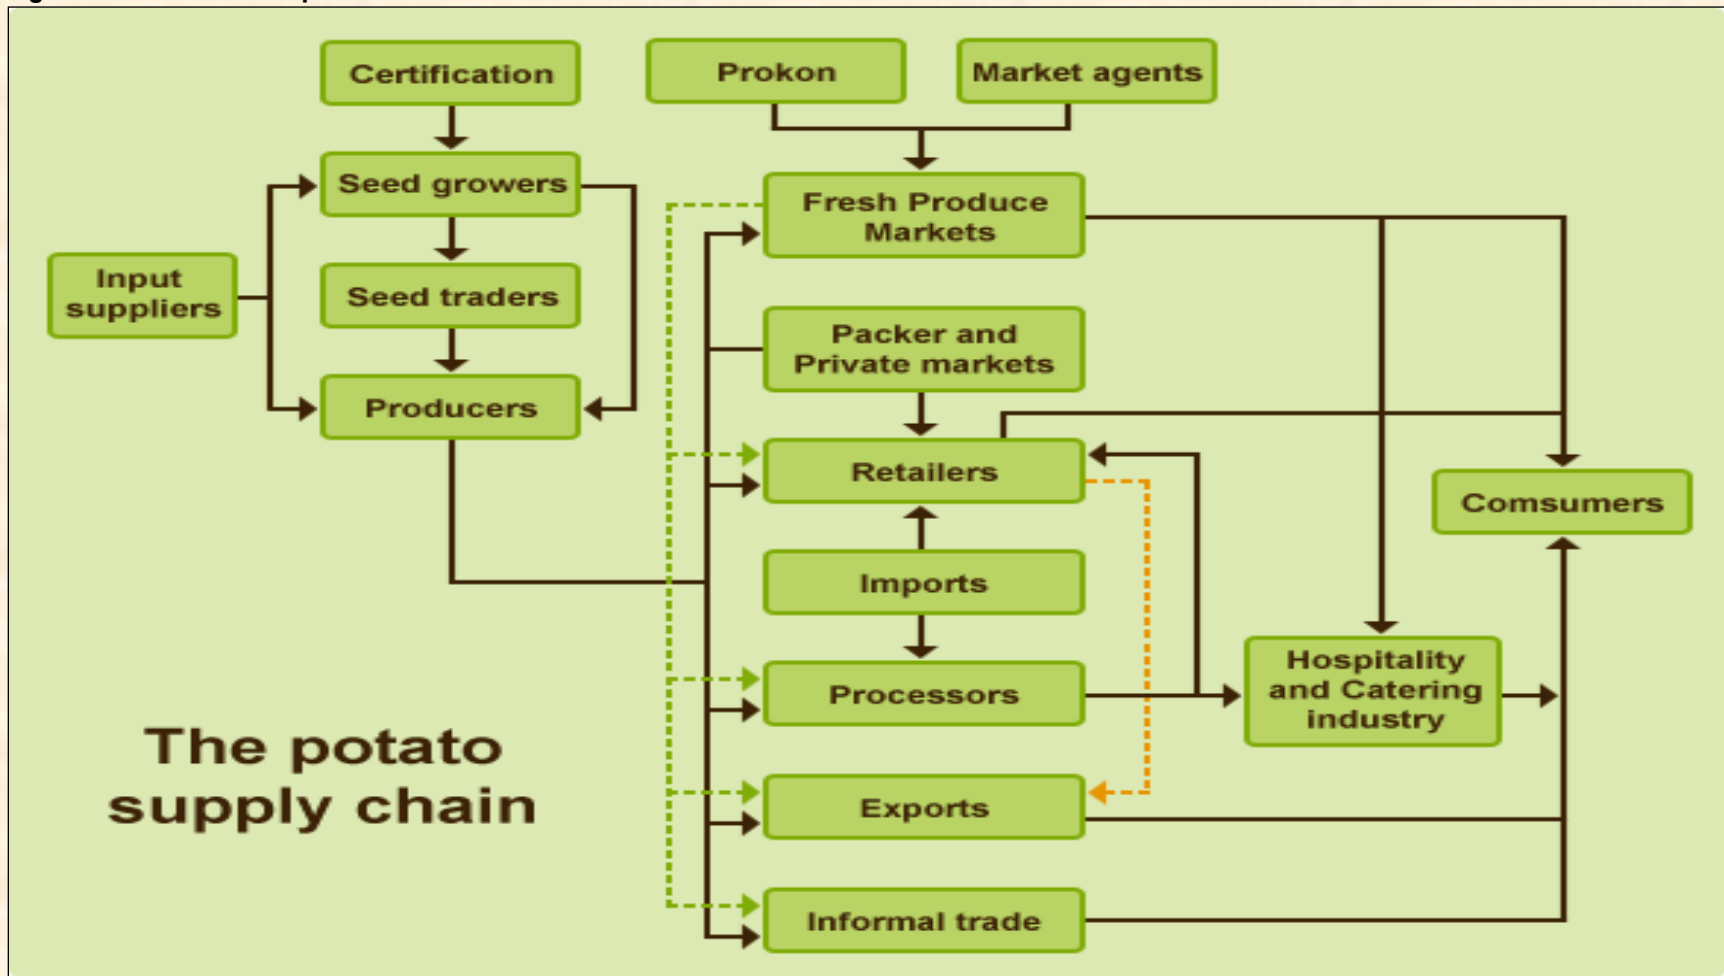 Certification
Prokon
Market agents
Seed growers
Fresh Produce
Markets
Input
suppliers
Seed traders
Packer and
Private markets
Producers
Retailers
Comsumers
Imports
Hospitality
and Catering
industry
Processors
The potato
supply chain
Exports
Informal trade